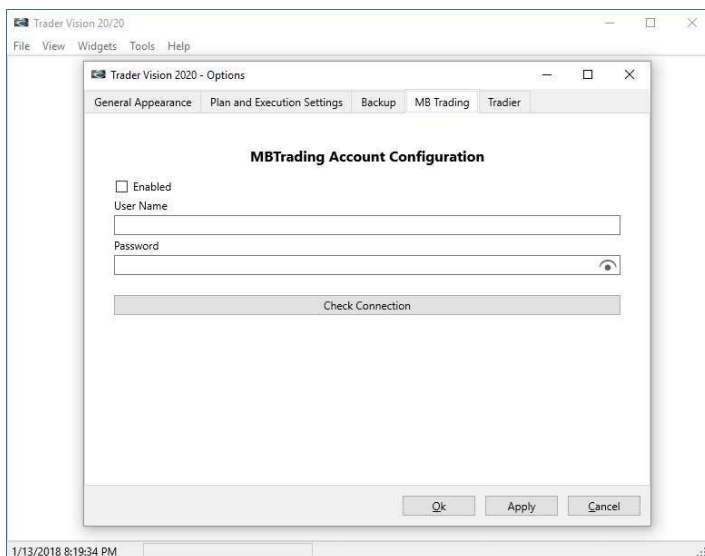 Trader Vision 20/20
File View Widgets Tools Help
Trader Vision 2020 - Options
General Appearance Plan and Execution Settings Backup MB Trading Tradier
MBTrading Account Configuration
Enabled
User Name
Password
Check Connection
Ok Apply Cancel
1/13/2018 8:19:34 PM